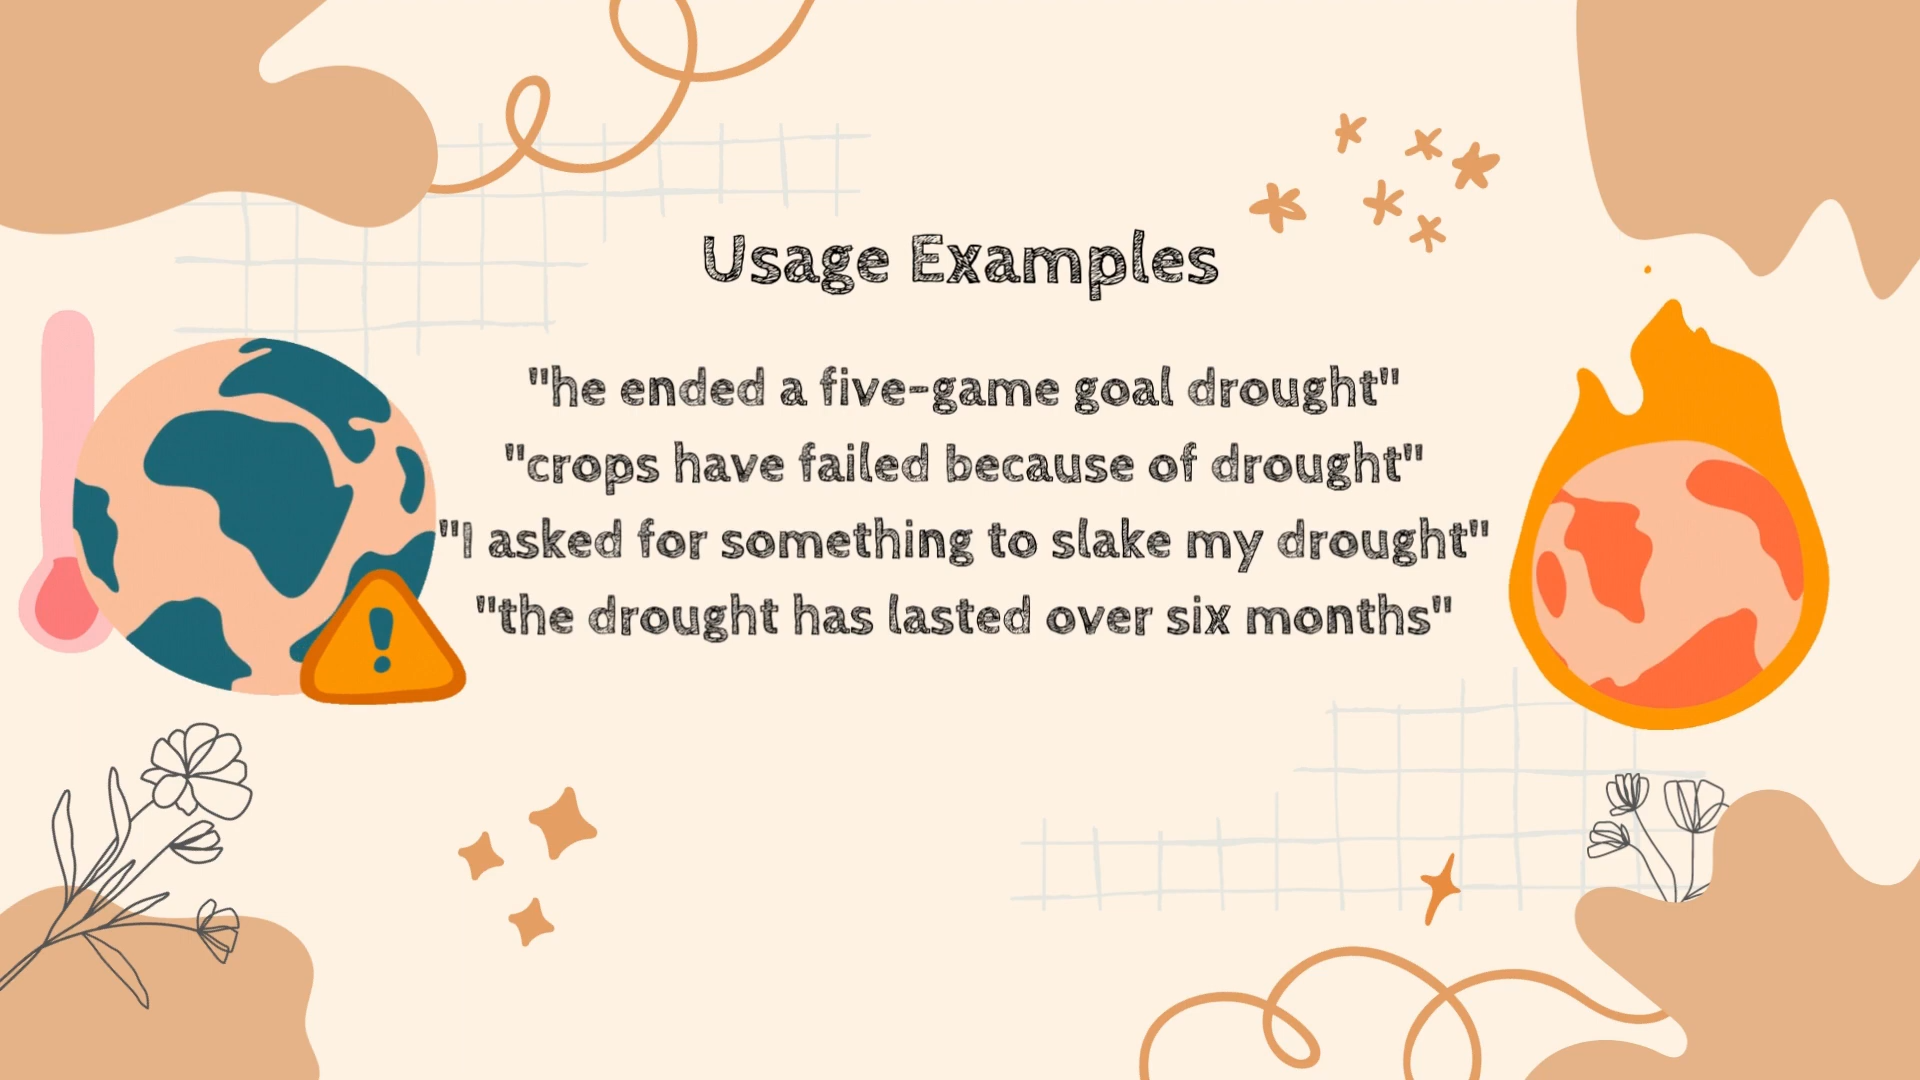 Usage Examples
"he ended a five-game goal drought"
"crops have failed because of drought"
"I asked for something to slake my drought"
"the drought has lasted over six months"